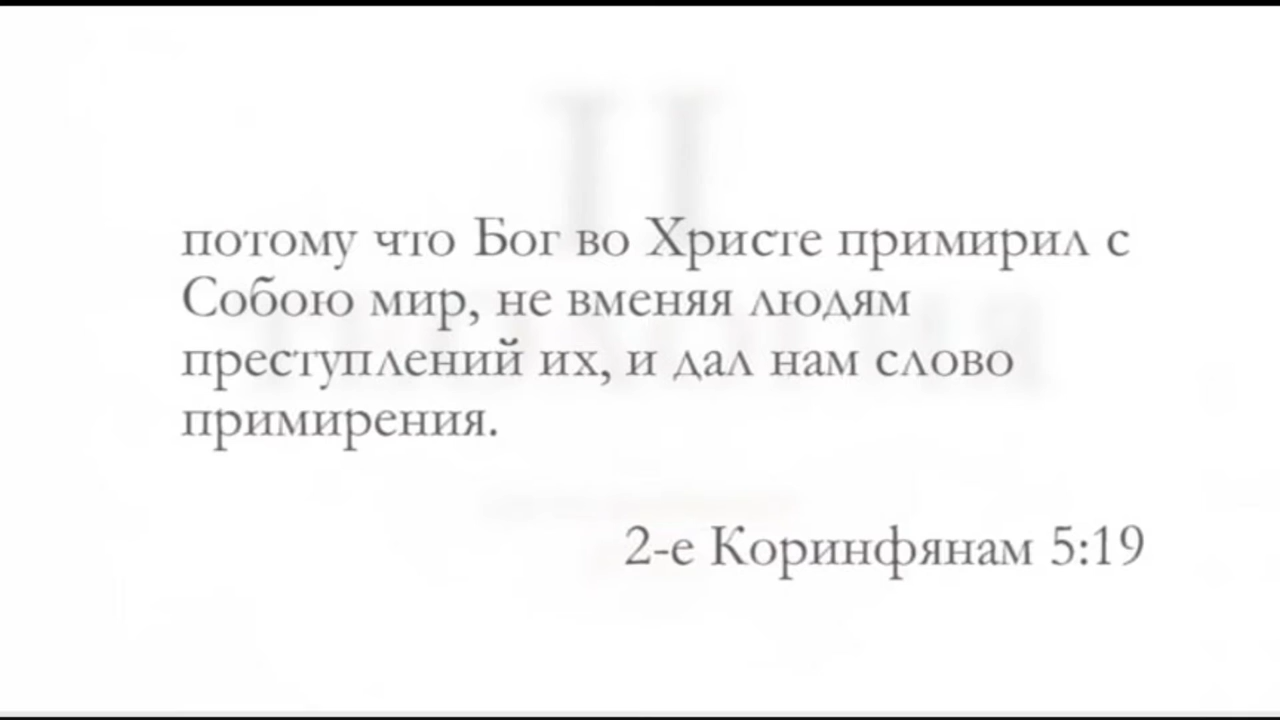 потому что Бог во Христе примирил с
Собою мир, не вменяя людям
преступлений их, и дал нам слово
примирения.
2-е Коринфянам 5:19